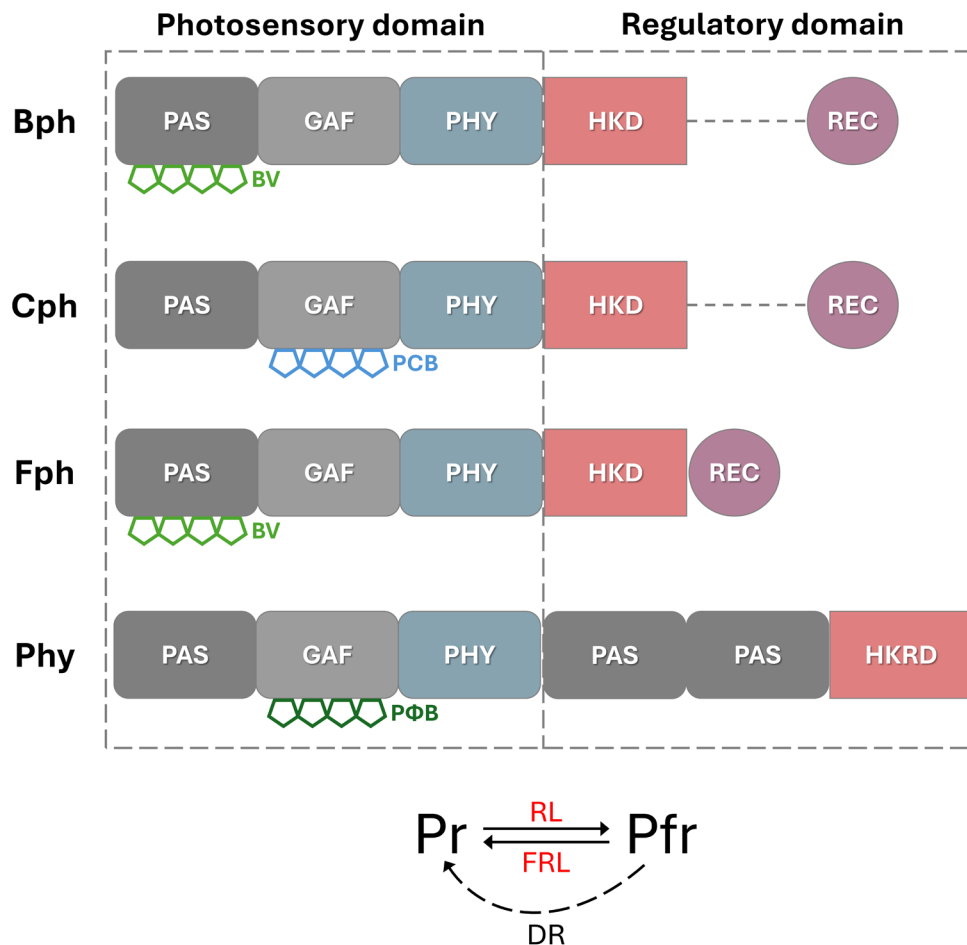 Photosensory domain Regulatory domain
Bph PAS GAF PHY HKD REC
BV
Cph PAS GAF PHY HKD REC
PCB
Fph PAS GAF PHY HKD REC
BV
Phy PAS GAF PHY PAS PAS HKRD
PΦB
RL
Pr Pfr
FRL
DR